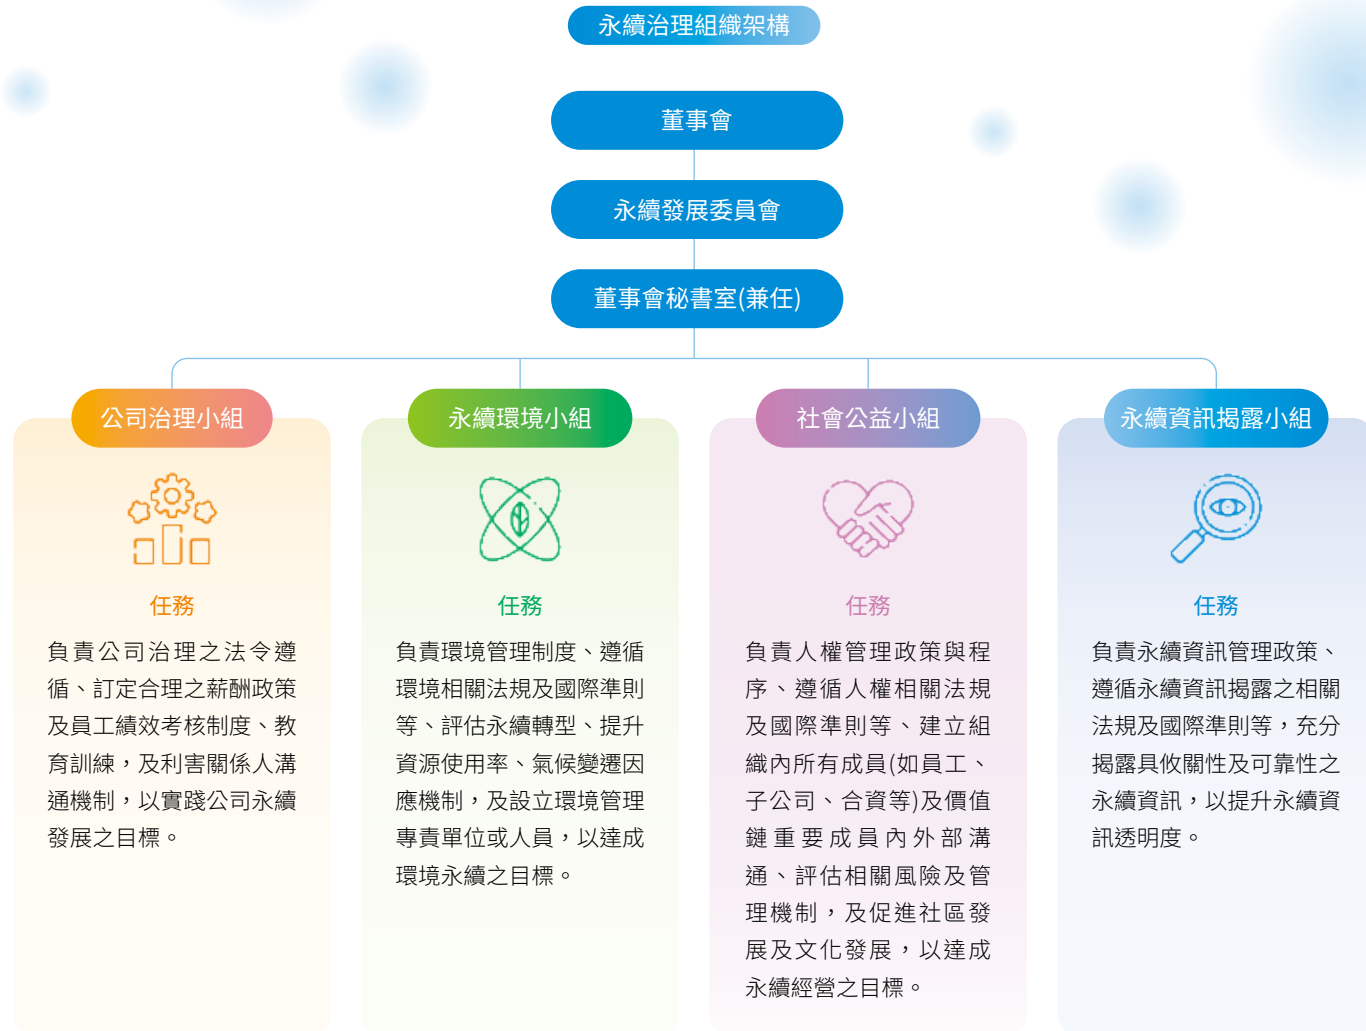 永續治理組織架構
董事會
永續發展委員會
董事會秘書室(兼任)
公司治理小組
任務
負責公司治理之法令遵
循、訂定合理之薪酬政策
及員工績效考核制度、教
育訓練，及利害關係人溝
通機制，以實踐公司永續
發展之目標。
永續環境小組
任務
負責環境管理制度、遵循
環境相關法規及國際準則
等、評估永續轉型、提升
資源使用率、氣候變遷因
應機制，及設立環境管理
專責單位或人員，以達成
環境永續之目標。
社會公益小組
任務
負責人權管理政策與程
序、遵循人權相關法規
及國際準則等、建立組
織內所有成員(如員工、
子公司、合資等)及價值
鏈重要成員內外部溝
通、評估相關風險及管
理機制，及促進社區發
展及文化發展，以達成
永續經營之目標。
永續資訊揭露小組
任務
負責永續資訊管理政策、
遵循永續資訊揭露之相關
法規及國際準則等，充分
揭露具攸關性及可靠性之
永續資訊，以提升永續資
訊透明度。